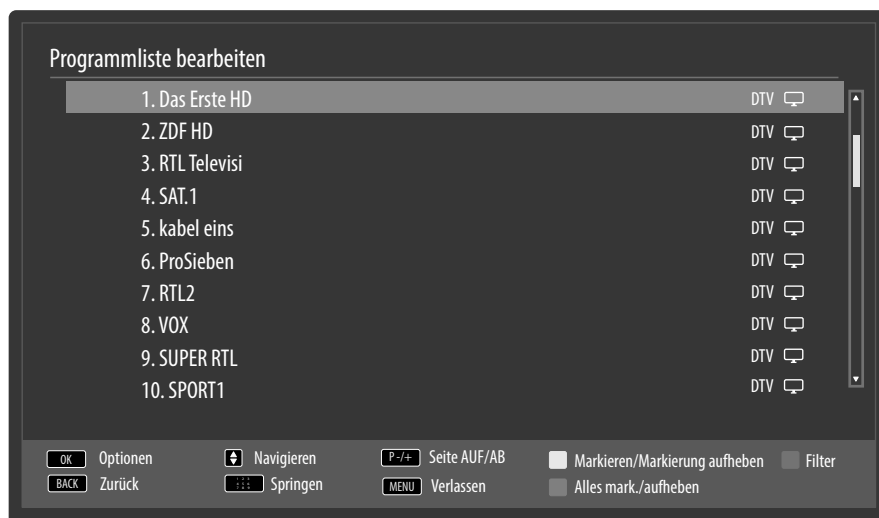 Programmliste bearbeiten
1. Das Erste HD DTV
2. ZDF HD DTV
3. RTL Televisi DTV
4. SAT.1 DTV
5. kabel eins DTV
6. ProSieben DTV
7. RTL2 DTV
8. VOX DTV
9. SUPER RTL DTV
10. SPORT1 DTV
OK Optionen Navigieren P -/+ Seite AUF/AB Markieren/Markierung aufheben Filter
BACK Zurück Springen MENU Verlassen Alles mark./aufheben